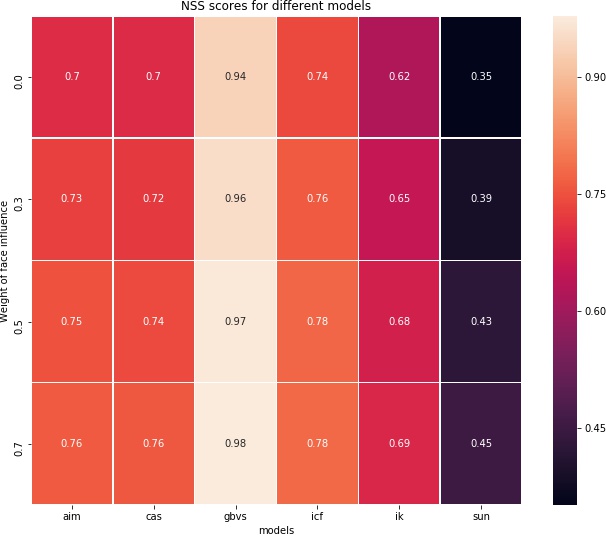 NSS scores for different models
0.0 0.7 0.7 0.94 0.74 0.62 0.35
0.3 0.73 0.72 0.96 0.76 0.65 0.39
0.5 0.75 0.74 0.97 0.78 0.68 0.43
0.7 0.76 0.76 0.98 0.78 0.69 0.45
Weight of face influence
aim cas gbvs icf ik sun
models
0.90
0.75
0.60
0.45